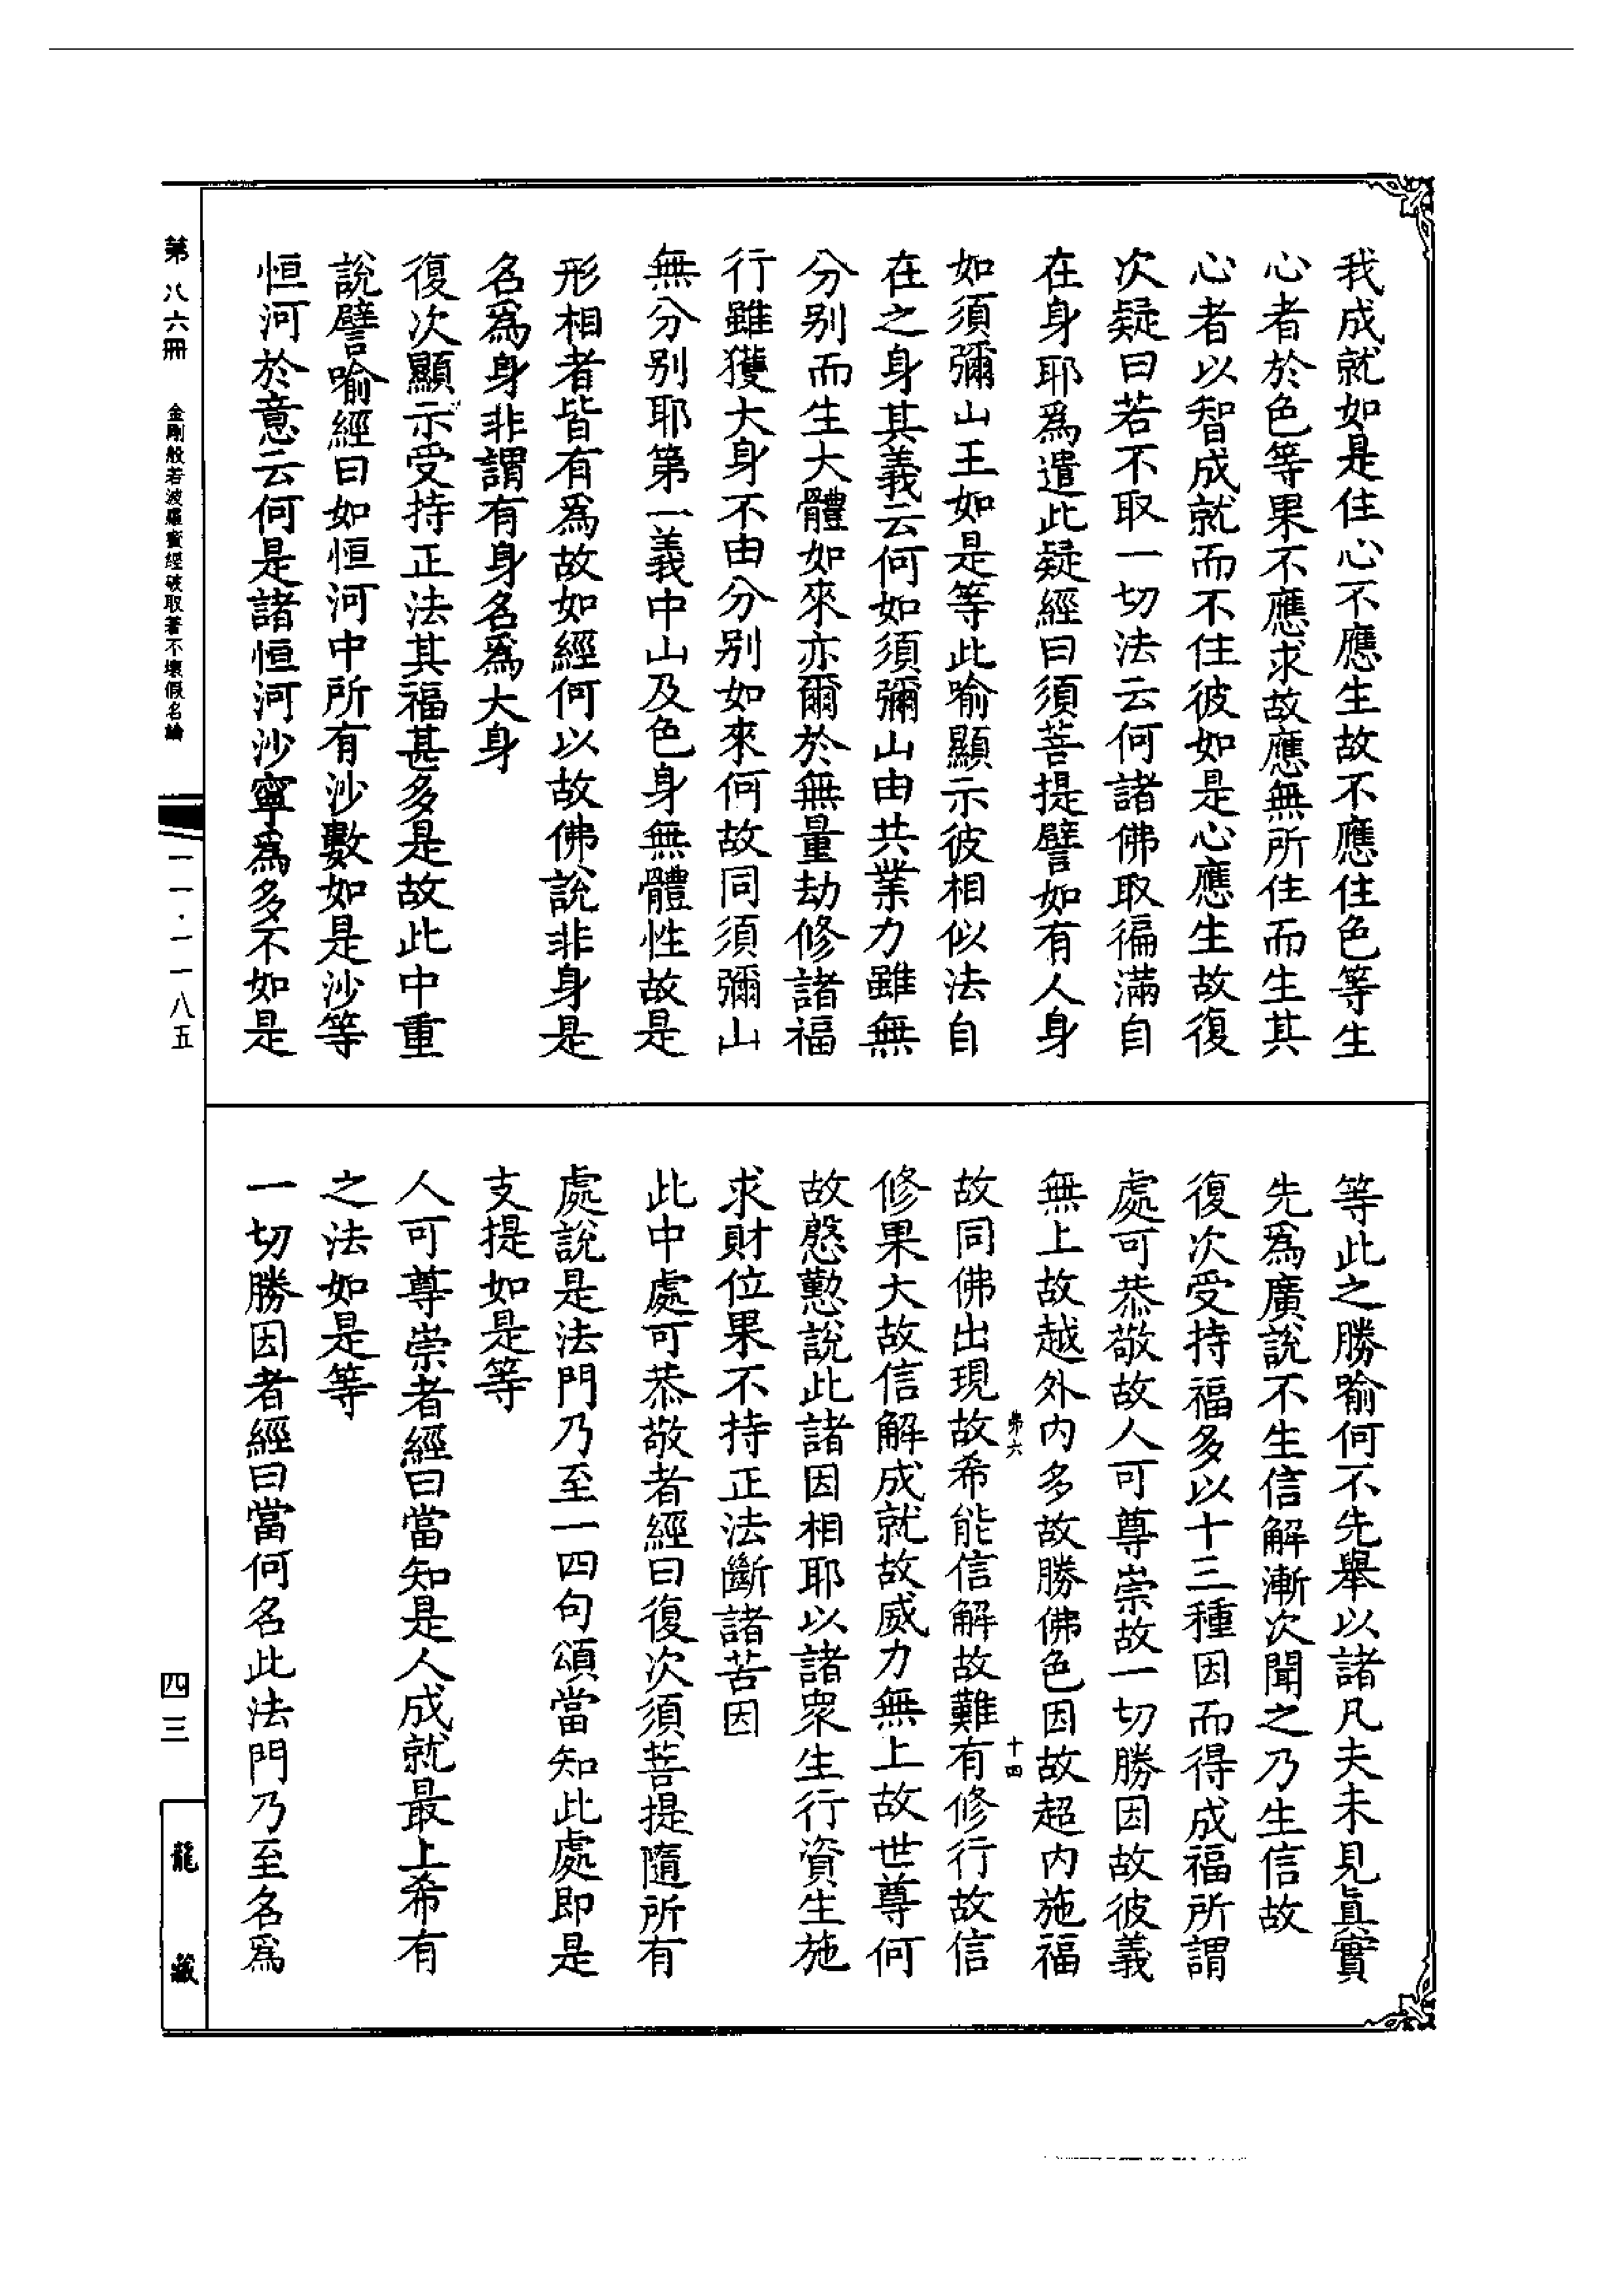 我成就如是住心不應生故不應住色等生
心者於色等果不應求故應無所住而生其
心者以智成就而不住彼如是心應生故復
次疑曰若不取一切法云何諸佛取徧滿自
在身耶爲遣此疑經曰須菩提譬如有人身
如須彌山王如是等此喻顯示彼相似法自
在之身其義云何如須彌山由共業力雖無
分别而生大體如來亦爾於無量劫修諸福
行雖獲大身不由分别如來何故同須彌山
無分别耶第一義中山及色身無體性故是
形相者皆有爲故如經何以故佛說非身是
名爲身非謂有身名爲大身
復次顯示受持正法其福甚多是故此中重
說譬喻經曰如恒河中所有沙數如是沙等
恒河於意云何是諸恒河沙寧爲多不如是
等此之勝喻何不先舉以諸凡夫未見真實
先爲廣說不生信解漸次聞之乃生信故
復次受持福多以十三種因而得成福所謂
處可恭敬故人可尊崇故一切勝因故彼義
無上故越外内多故勝佛色因故超内施福
第六 十四
故同佛出現故希能信解故難有修行故信
修果大故信解成就故威力無上故世尊何
故慇懃說此諸因相耶以諸衆生行資生施
求財位果不持正法斷諸苦因
此中處可恭敬者經曰復次須菩提隨所有
處說是法門乃至一四句頌當知此處即是
支提如是等
人可尊崇者經曰當知是人成就最上希有
之法如是等
一切勝因者經曰當何名此法門乃至名爲
第八六冊 金剛般若波羅蜜經破取著不壞假名論
一一·一一八五
四三
龍藏